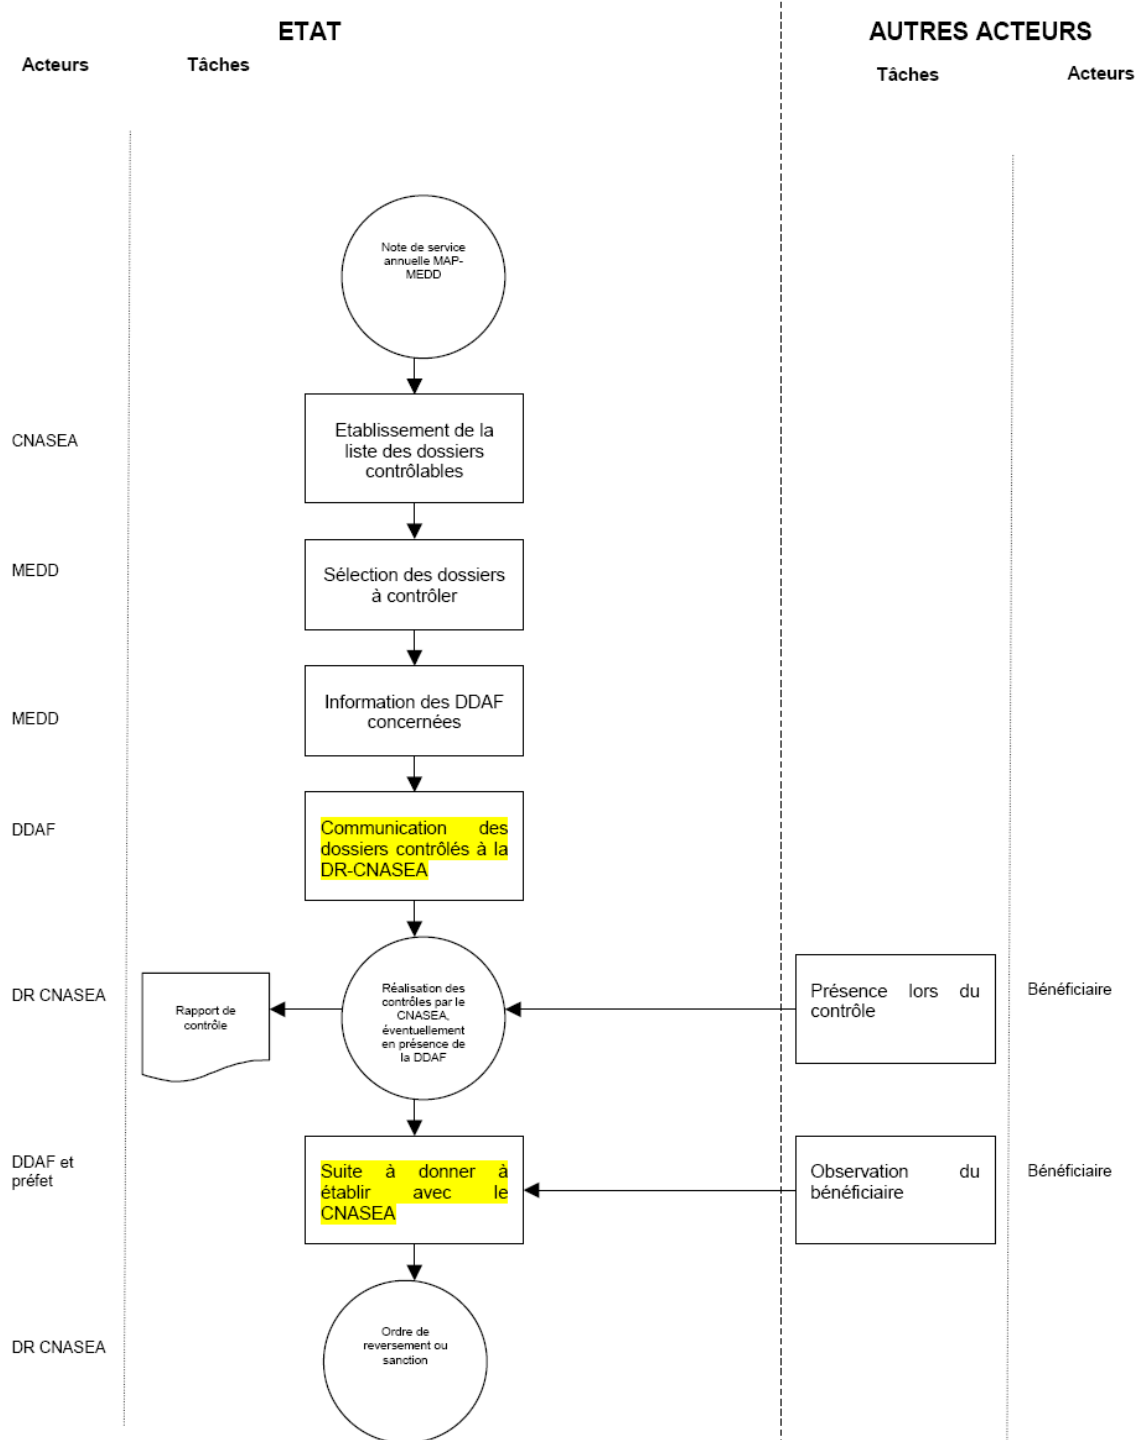 ETAT
AUTRES ACTEURS
Acteurs
Tâches
Tâches
Acteurs
Note de service
annuelle MAP-
MEDD
CNASEA
Etablissement de la
liste des dossiers
contrôlables
MEDD
Sélection des dossiers
à contrôler
MEDD
Information des DDAF
concernées
DDAF
Communication des
dossiers contrôlés à la
DR-CNASEA
DR CNASEA
Rapport de
contrôle
Réalisation des
contrôles par le
CNASEA,
éventuellement
en présence de
la DDAF
Présence lors du
contrôle
Bénéficiaire
DDAF et
préfet
Suite à donner à
établir avec le
CNASEA
Observation du
bénéficiaire
Bénéficiaire
DR CNASEA
Ordre de
reversement ou
sanction